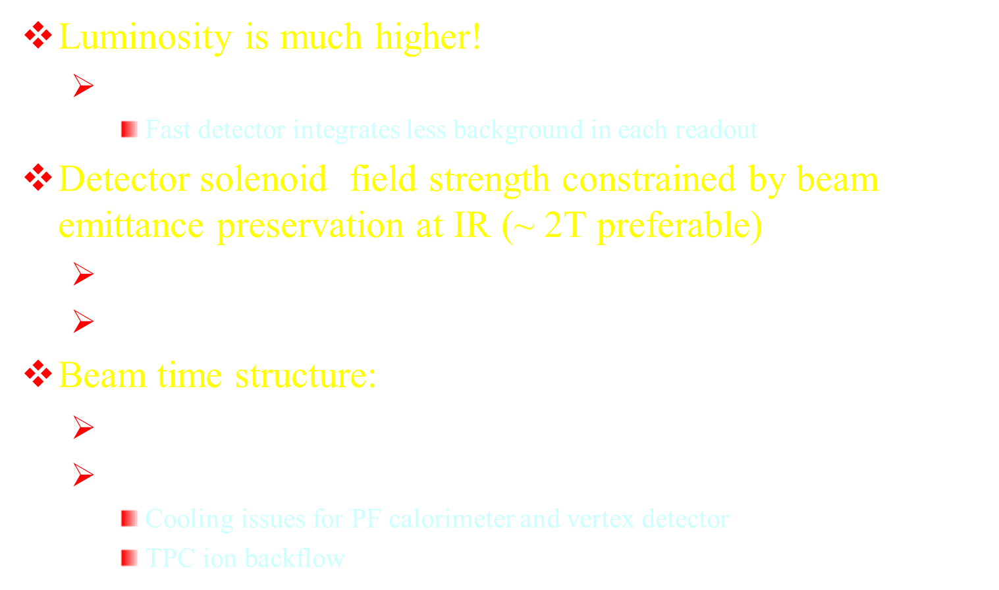 Luminosity is much higher!
Fast detector integrates less background in each readout
Detector solenoid  field strength constrained by beam
emittance preservation at IR (~ 2T preferable)
Beam time structure:
Cooling issues for PF calorimeter and vertex detector
TPC ion backflow